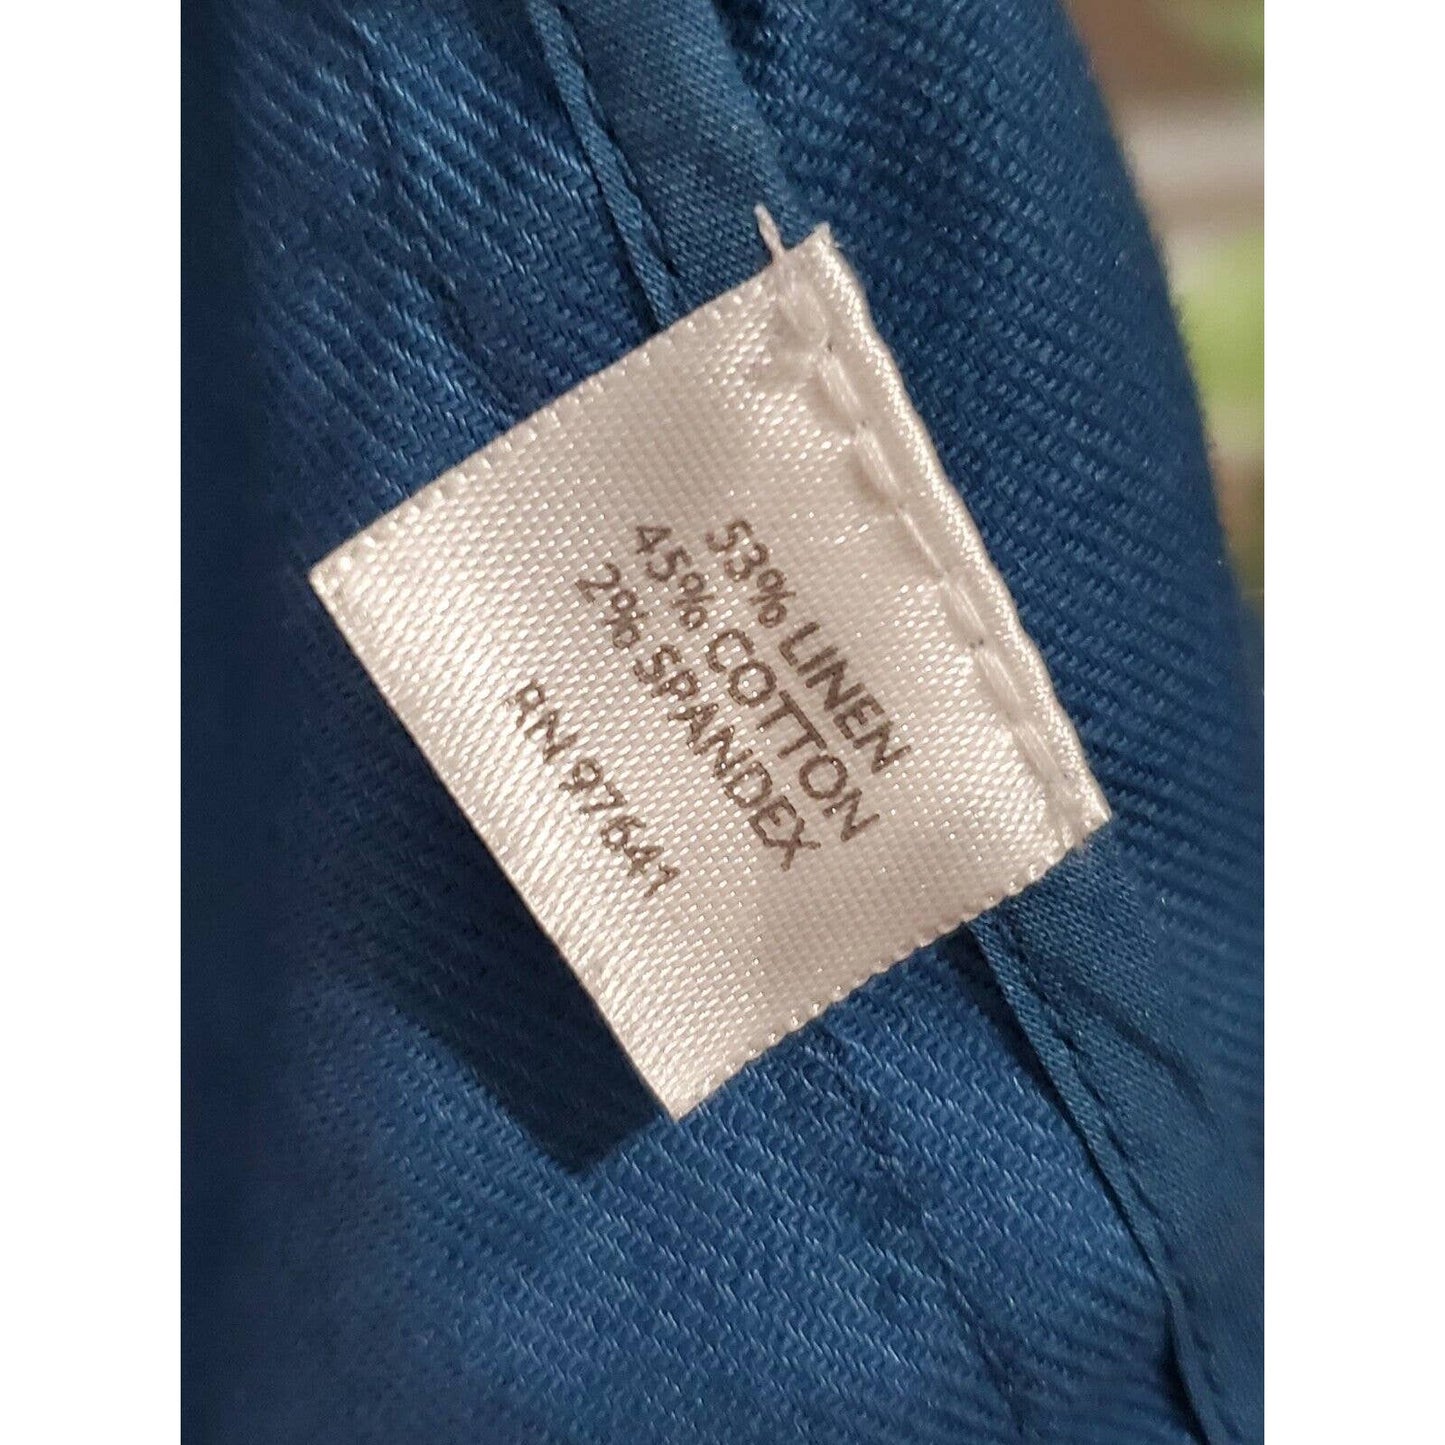 53% LINEN
45% COTTON
2% SPANDEX
RN 97641